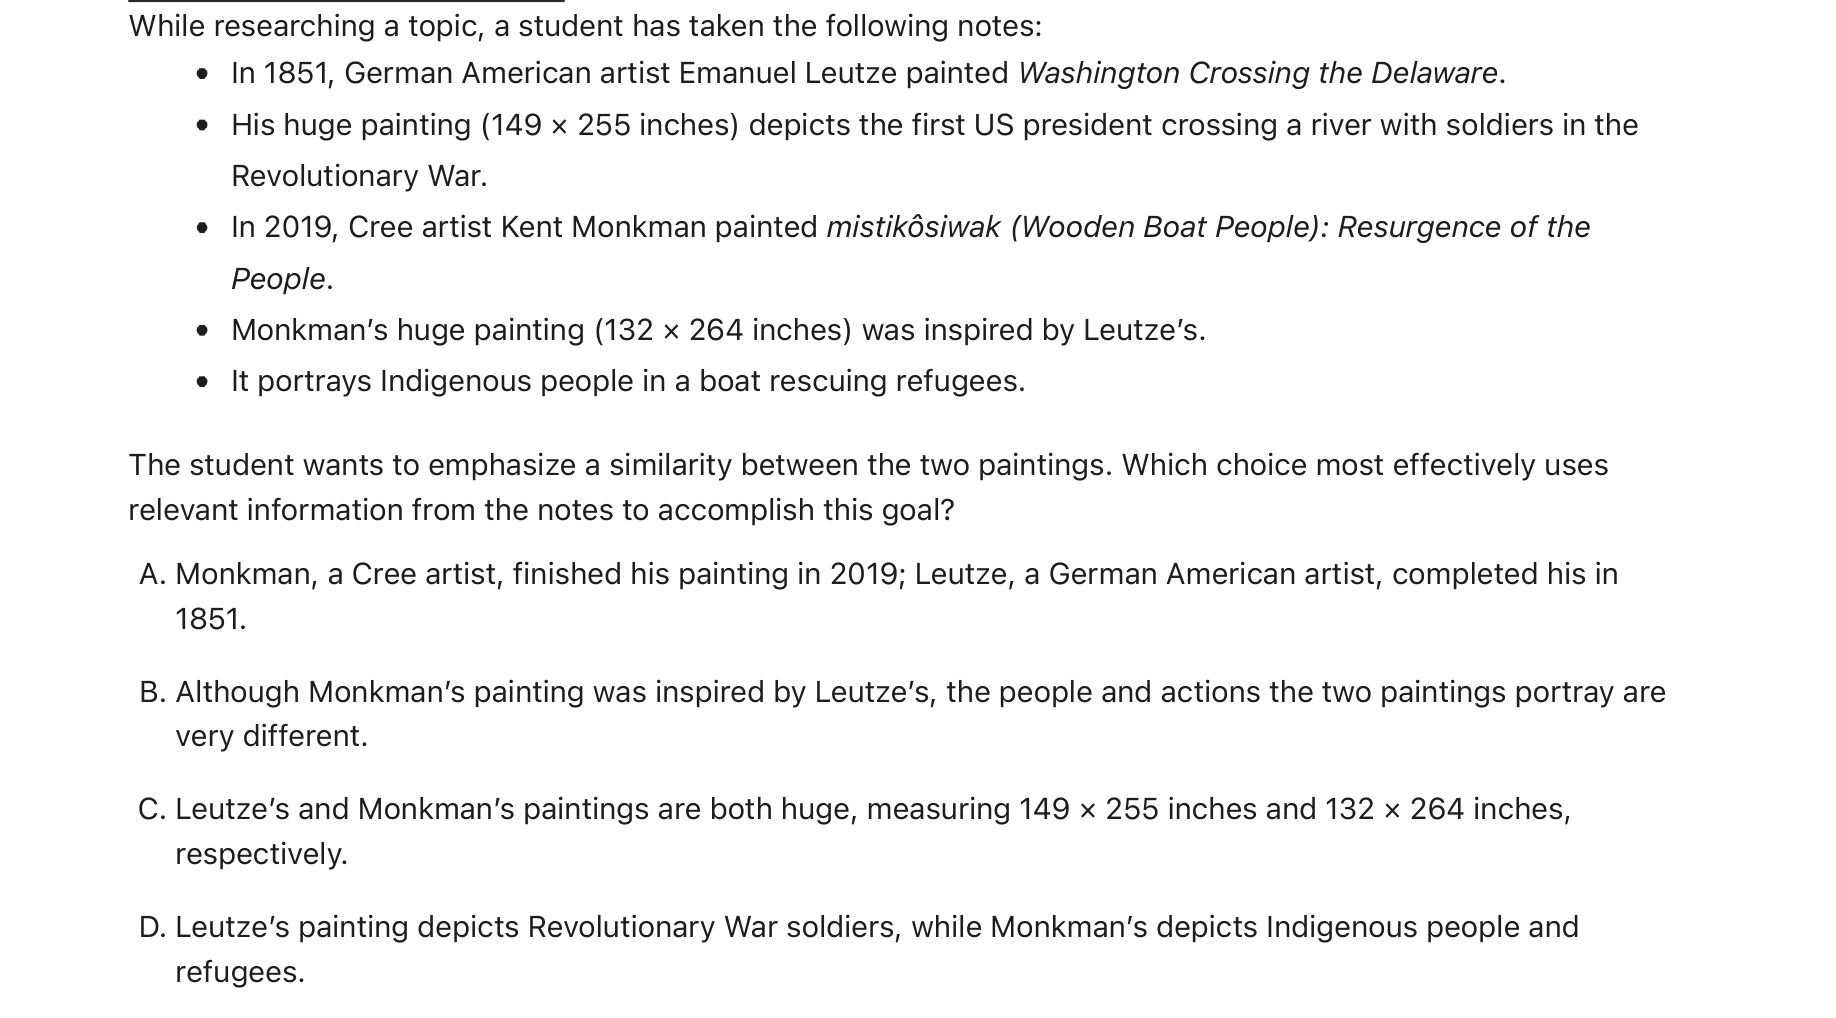 While researching a topic, a student has taken the following notes:
• In 1851, German American artist Emanuel Leutze painted Washington Crossing the Delaware.
• His huge painting (149 × 255 inches) depicts the first US president crossing a river with soldiers in the
Revolutionary War.
• In 2019, Cree artist Kent Monkman painted mistikôsiwak (Wooden Boat People): Resurgence of the
People.
• Monkman’s huge painting (132 × 264 inches) was inspired by Leutze’s.
• It portrays Indigenous people in a boat rescuing refugees.
The student wants to emphasize a similarity between the two paintings. Which choice most effectively uses
relevant information from the notes to accomplish this goal?
A. Monkman, a Cree artist, finished his painting in 2019; Leutze, a German American artist, completed his in
1851.
B. Although Monkman’s painting was inspired by Leutze’s, the people and actions the two paintings portray are
very different.
C. Leutze’s and Monkman’s paintings are both huge, measuring 149 × 255 inches and 132 × 264 inches,
respectively.
D. Leutze’s painting depicts Revolutionary War soldiers, while Monkman’s depicts Indigenous people and
refugees.